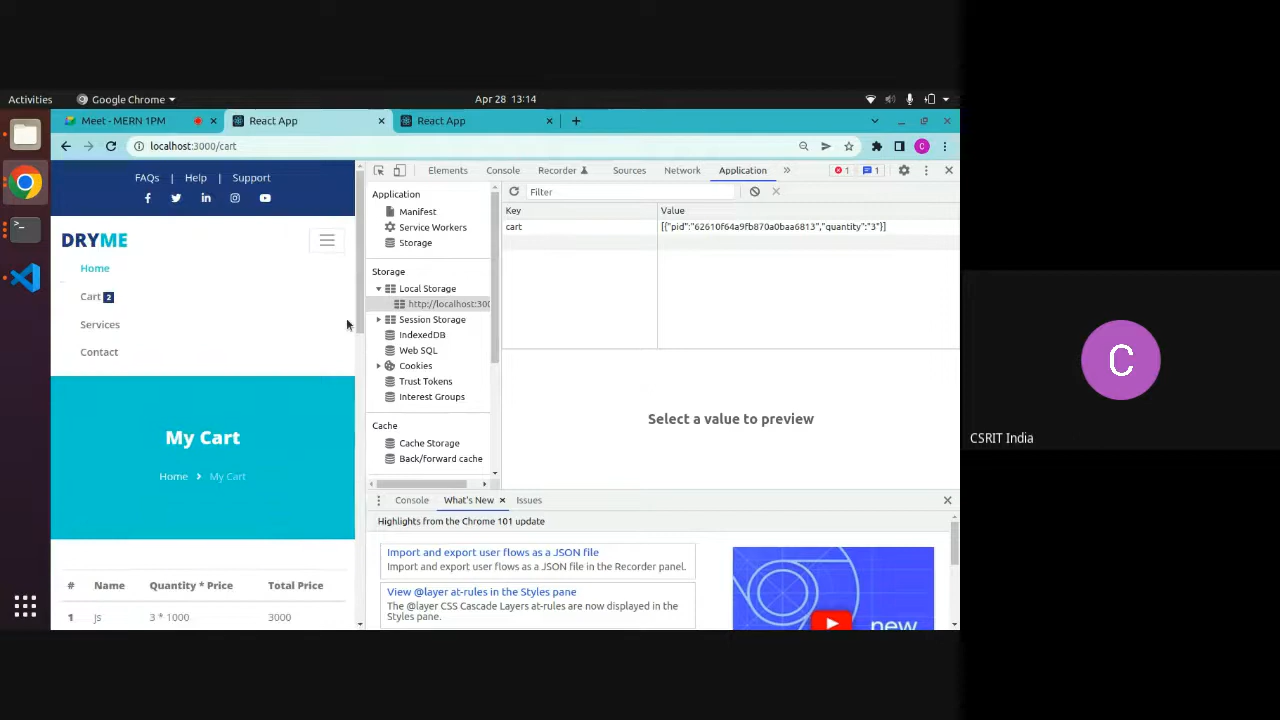 Activities
Google Chrome
Apr 28 13:14
Meet - MERN 1PM
React App
React App
localhost:3000/cart
FAQs | Help | Support
DRYME
Home
Cart 2
Services
Contact
My Cart
Home My Cart
# Name Quantity * Price Total Price
1 js 3 * 1000 3000
Elements Console Recorder Sources Network Application 1 1
Application
Manifest
Service Workers
Storage
Storage
Local Storage
http://localhost:300
Session Storage
IndexedDB
Web SQL
Cookies
Trust Tokens
Interest Groups
Cache
Cache Storage
Back/forward cache
Filter
Key Value
cart [{"pid":"62610f64a9fb870a0baa6813","quantity":"3"}]
Select a value to preview
Console What's New Issues
Highlights from the Chrome 101 update
Import and export user flows as a JSON file
Import and export user flows as a JSON file in the Recorder panel.
View @layer at-rules in the Styles pane
The @layer CSS Cascade Layers at-rules are now displayed in the
Styles pane.
new
C
CSRIT India